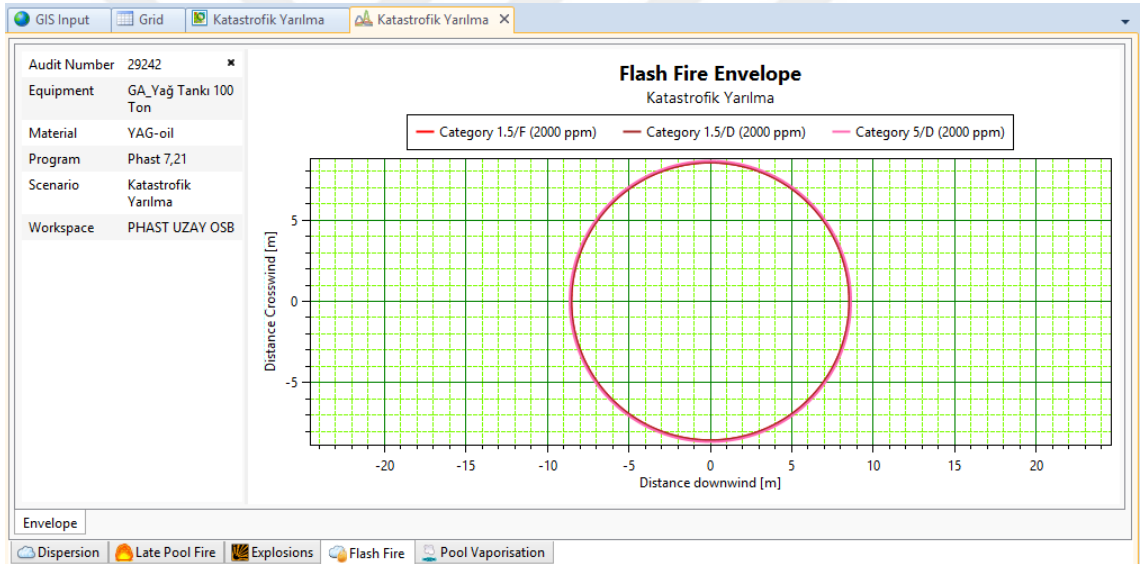 GIS Input Grid Katastrofik Yarılma Katastrofik Yarılma
Audit Number 29242
Equipment GA_Yağ Tankı 100
Ton
Material YAG-oil
Program Phast 7,21
Scenario Katastrofik
Yarılma
Workspace PHAST UZAY OSB
Flash Fire Envelope
Katastrofik Yarılma
Category 1.5/F (2000 ppm) Category 1.5/D (2000 ppm) Category 5/D (2000 ppm)
Distance Crosswind [m]
5
0
-5
-20 -15 -10 -5 0 5 10 15 20
Distance downwind [m]
Envelope
Dispersion Late Pool Fire Explosions Flash Fire Pool Vaporisation